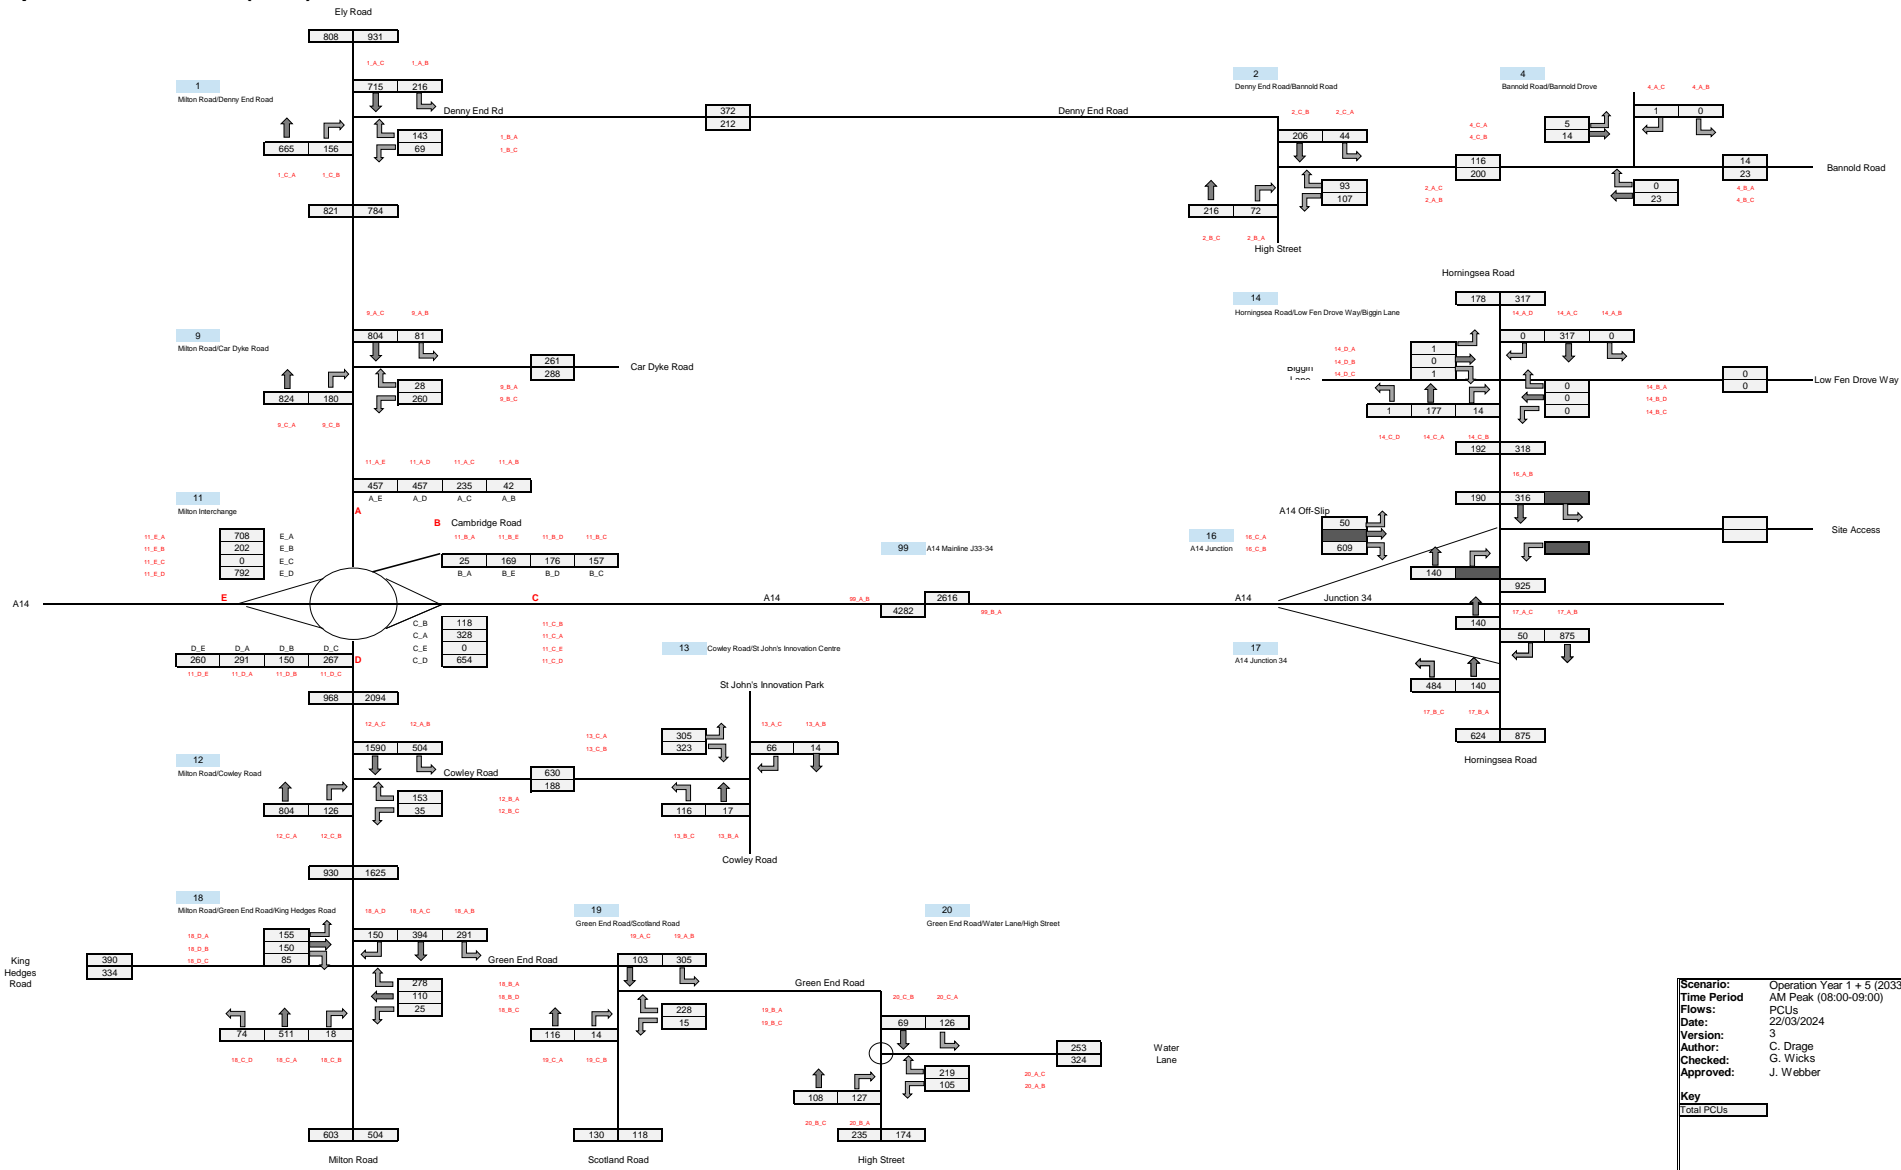 Ely Road
808 931
1_A_C 1_A_B
1
715 216
Milton Road/Denny End Road
Denny End Rd
372
212
Denny End Road
143
69
1_B_A
1_B_C
665 156
1_C_A 1_C_B
821 784
2
Denny End Road/Bannold Road
4
Bannold Road/Bannold Drove
2_C_B 2_C_A
206 44
4_A_C 4_A_B
1 0
5
14
4_C_A
4_C_B
116
200
14
23
Bannold Road
93
107
2_A_C
2_A_B
0
23
4_B_A
4_B_C
216 72
2_B_C 2_B_A
High Street
9_A_C 9_A_B
9
804 81
Milton Road/Car Dyke Road
261
288
Car Dyke Road
28
260
9_B_A
9_B_C
824 180
9_C_A 9_C_B
Horningsea Road
14
178 317
Horningsea Road/Low Fen Drove Way/Biggin Lane
14_A_D 14_A_C 14_A_B
0 317 0
14_D_A
14_D_B
14_D_C
1
0
1
Biggin
Lane
0
0
Low Fen Drove Way
0
0
0
14_B_A
14_B_D
14_B_C
1 177 14
14_C_D 14_C_A 14_C_B
192 318
11_A_E 11_A_D 11_A_C 11_A_B
457 457 235 42
A_E A_D A_C A_B
11
Milton Interchange
A
B Cambridge Road
11_B_A 11_B_E 11_B_D 11_B_C
25 169 176 157
B_A B_E B_D B_C
11_E_A 708 E_A
11_E_B 202 E_B
11_E_C 0 E_C
11_E_D 792 E_D
A14
E
C
A14
99
A14 Mainline J33-34
99_A_B
4282
2616
99_B_A
A14
Junction 34
16_A_B
190 316
A14 Off-Slip
50
609
16
A14 Junction
16_C_A
16_C_B
Site Access
140
925
C_B 118 11_C_B
C_A 328 11_C_A
C_E 0 11_C_E
C_D 654 11_C_D
D_E D_A D_B D_C
260 291 150 267
D
11_D_E 11_D_A 11_D_B 11_D_C
968 2094
17_A_C 17_A_B
140
50 875
17
A14 Junction 34
484 140
17_B_C 17_B_A
624 875
Horningsea Road
12_A_C 12_A_B
1590 504
12
Milton Road/Cowley Road
Cowley Road
630
188
153
35
12_B_A
12_B_C
804 126
12_C_A 12_C_B
930 1625
13
Cowley Road/St John's Innovation Centre
St John's Innovation Park
13_C_A
13_C_B
305
323
13_A_C 13_A_B
66 14
116 17
13_B_C 13_B_A
Cowley Road
18
Milton Road/Green End Road/King Hedges Road
18_A_D 18_A_C 18_A_B
150 394 291
18_D_A
18_D_B
18_D_C
155
150
85
King
Hedges
Road
390
334
Green End Road
278
110
25
18_B_A
18_B_D
18_B_C
74 511 18
18_C_D 18_C_A 18_C_B
603 504
Milton Road
19
Green End Road/Scotland Road
19_A_C 19_A_B
103 305
Green End Road
228
15
19_B_A
19_B_C
116 14
19_C_A 19_C_B
130 118
Scotland Road
20
Green End Road/Water Lane/High Street
20_C_B 20_C_A
69 126
253
324
Water
Lane
219
105
20_A_C
20_A_B
108 127
20_B_C 20_B_A
235 174
High Street
Scenario: Operation Year 1 + 5 (2033
Time Period AM Peak (08:00-09:00)
Flows: PCUs
Date: 22/03/2024
Version: 3
Author: C. Drage
Checked: G. Wicks
Approved: J. Webber
Key
Total PCUs